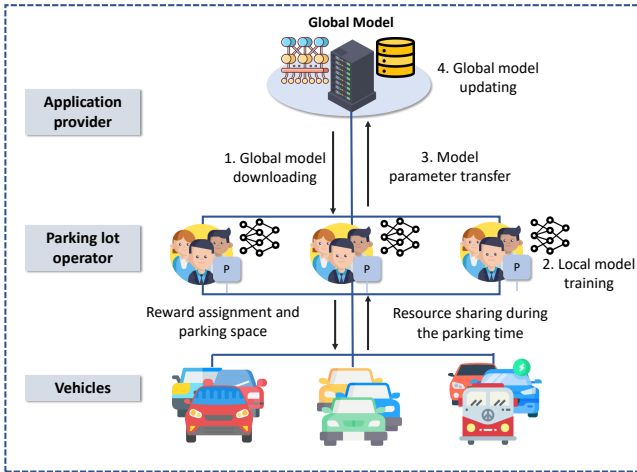 Global Model
4. Global model
updating
Application
provider
1. Global model
downloading
3. Model
parameter transfer
Parking lot
operator
P
P
P
2. Local model
training
Reward assignment and
parking space
Resource sharing during
the parking time
Vehicles